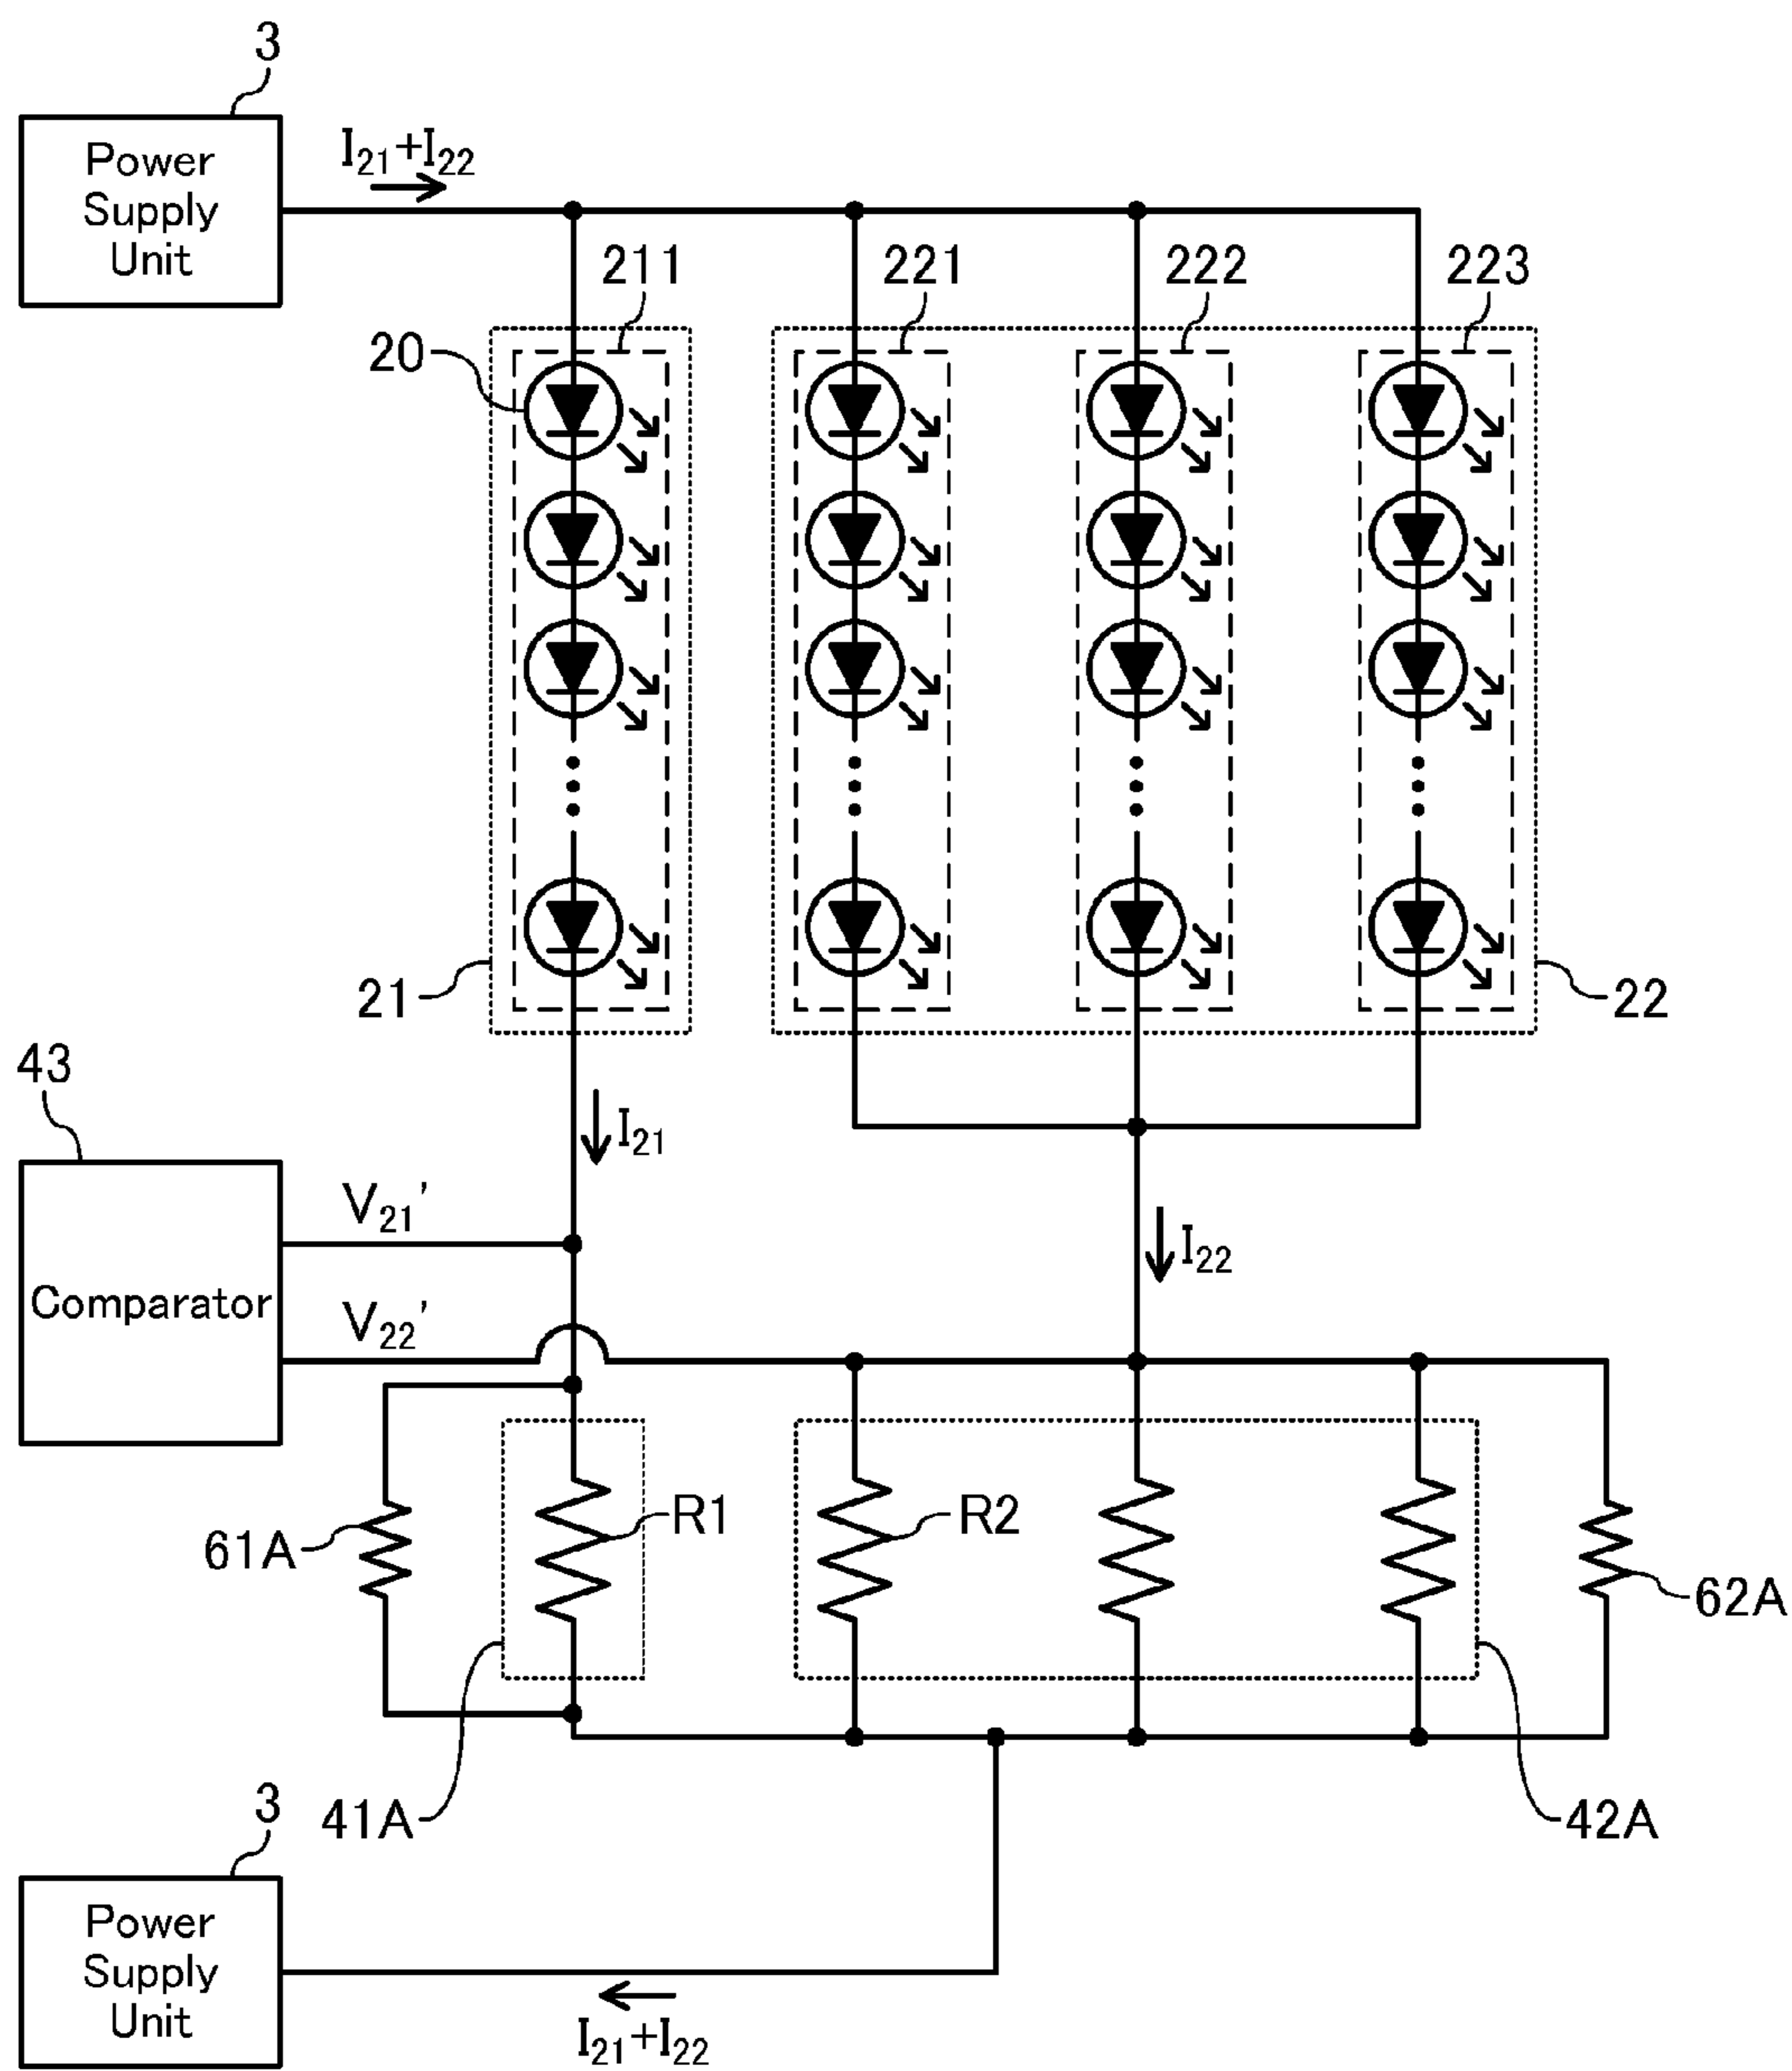 3
Power
Supply
Unit
I₂₁+I₂₂
211
221
222
223
20
21
22
43
I₂₁
V₂₁'
Comparator
I₂₂
V₂₂'
R1
R2
61A
62A
41A
42A
3
Power
Supply
Unit
I₂₁+I₂₂